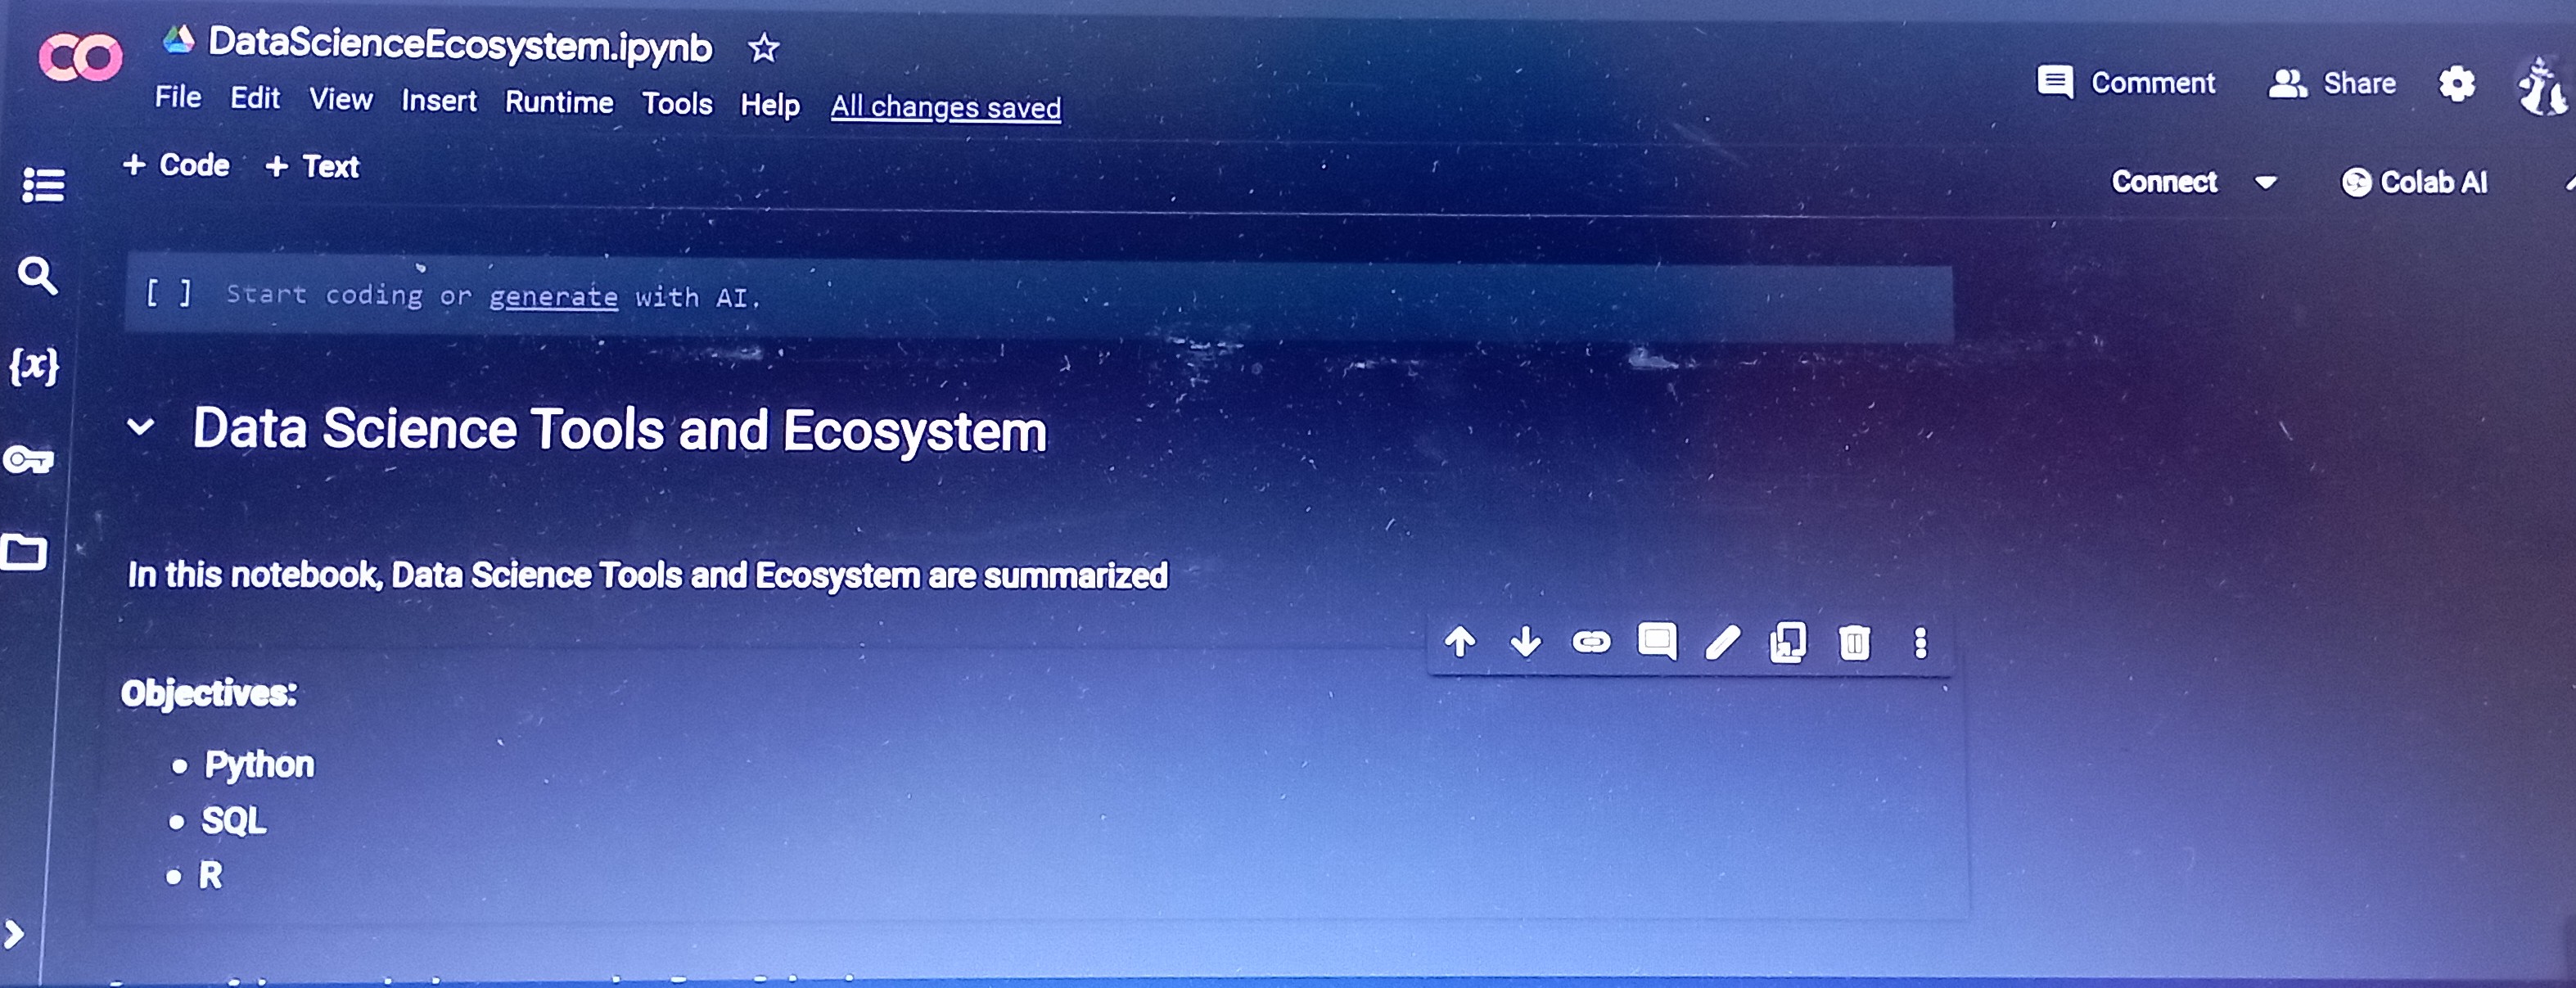 DataScienceEcosystem.ipynb
File Edit View Insert Runtime Tools Help All changes saved
Comment Share
+ Code + Text
Connect Colab AI
[ ] Start coding or generate with AI.
{x}
Data Science Tools and Ecosystem
In this notebook, Data Science Tools and Ecosystem are summarized
Objectives:
• Python
• SQL
• R